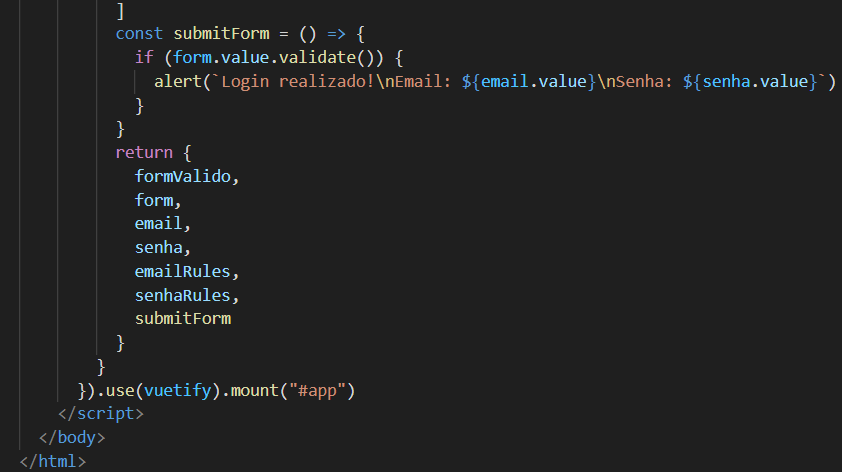 ]
const submitForm = () => {
if (form.value.validate()) {
alert(`Login realizado!\nEmail: ${email.value}\nSenha: ${senha.value}`)
}
}
return {
formValido,
form,
email,
senha,
emailRules,
senhaRules,
submitForm
}
}
}).use(vuetify).mount("#app")
</script>
</body>
</html>